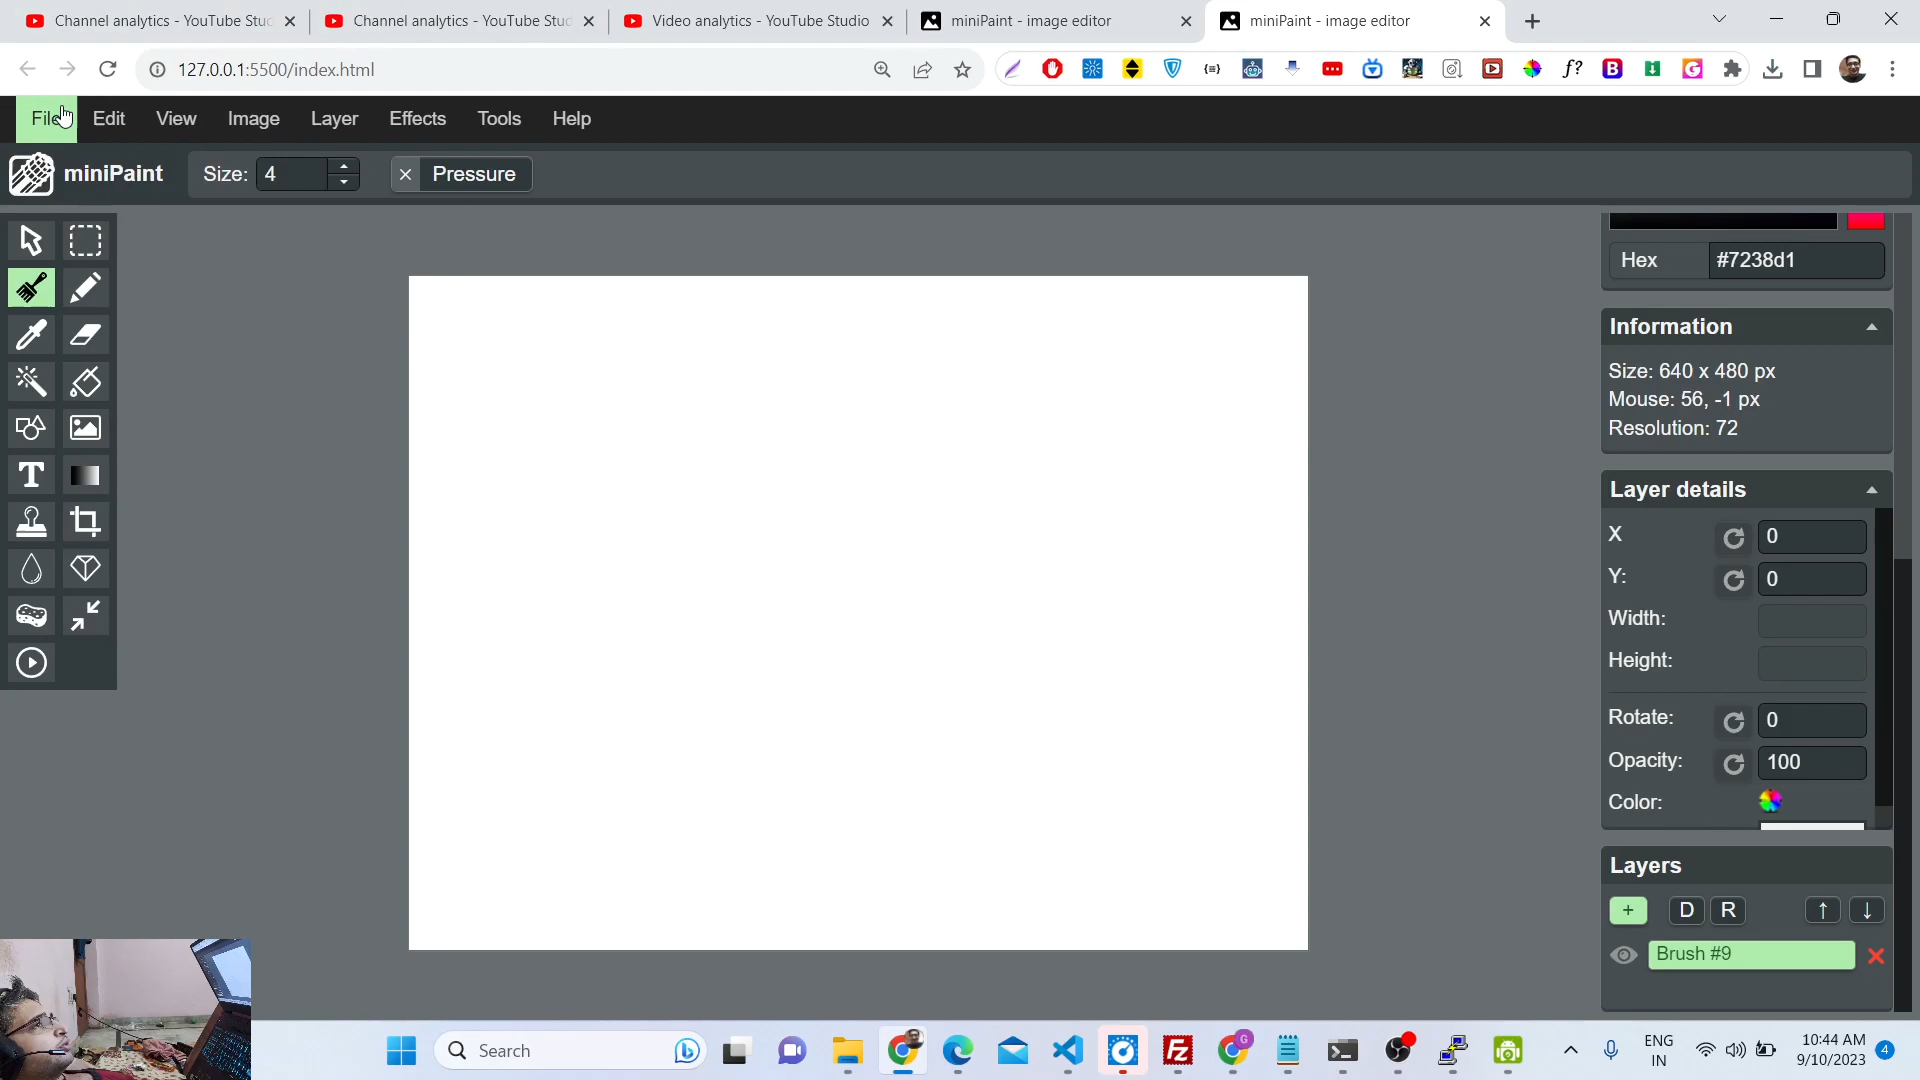 Channel analytics - YouTube Stu
Channel analytics - YouTube Stu
Video analytics - YouTube Studio
miniPaint - image editor
miniPaint - image editor
127.0.0.1:5500/index.html
File Edit View Image Layer Effects Tools Help
miniPaint
Size: 4
Pressure
Hex #7238d1
Information
Size: 640 x 480 px
Mouse: 56, -1 px
Resolution: 72
Layer details
X 0
Y: 0
Width:
Height:
Rotate: 0
Opacity: 100
Color:
Layers
+ D R ↑ ↓
Brush #9
Search
ENG
IN
10:44 AM
9/10/2023
4